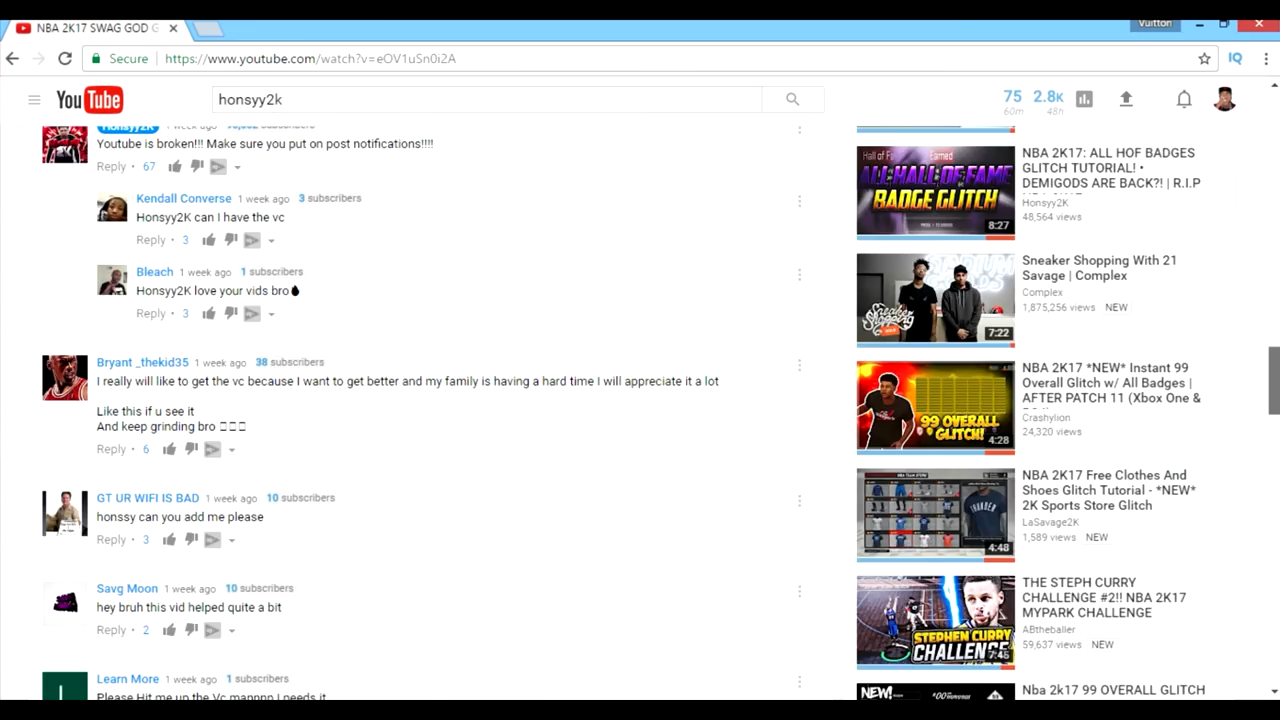 NBA 2K17 SWAG GOD G
Vuitton
Secure https://www.youtube.com/watch?v=eOV1uSn0i2A
IQ
YouTube
honsyy2k
75 2.8K
60m 48h
Honsyy2K 1 week ago subscribers
Youtube is broken!!! Make sure you put on post notifications!!!!
Reply • 67
Kendall Converse 1 week ago 3 subscribers
Honsyy2K can I have the vc
Reply • 3
Bleach 1 week ago 1 subscribers
Honsyy2K love your vids bro
Reply • 3
Bryant _thekid35 1 week ago 38 subscribers
I really will like to get the vc because I want to get better and my family is having a hard time I will appreciate it a lot
Like this if u see it
And keep grinding bro
Reply • 6
GT UR WIFI IS BAD 1 week ago 10 subscribers
honssy can you add me please
Reply • 3
Savg Moon 1 week ago 10 subscribers
hey bruh this vid helped quite a bit
Reply • 2
Learn More 1 week ago 1 subscribers
L
Please Hit me up the Vc mannnn I needs it
Hall of Fa Earned
ALL HALL OF FAME
BADGE GLITCH
8:27
NBA 2K17: ALL HOF BADGES
GLITCH TUTORIAL! •
DEMIGODS ARE BACK?! | R.I.P
Honsyy2K
48,564 views
Sneaker Shopping
7:22
Sneaker Shopping With 21
Savage | Complex
Complex
1,875,256 views NEW
99 OVERALL
GLITCH!
4:28
NBA 2K17 *NEW* Instant 99
Overall Glitch w/ All Badges |
AFTER PATCH 11 (Xbox One &
Crashylion
24,320 views
THUNDER
4:48
NBA 2K17 Free Clothes And
Shoes Glitch Tutorial - *NEW*
2K Sports Store Glitch
LaSavage2K
1,589 views NEW
STEPHEN CURRY
CHALLENGE
7:45
THE STEPH CURRY
CHALLENGE #2!! NBA 2K17
MYPARK CHALLENGE
ABtheballer
59,637 views NEW
NEW!
Nba 2k17 99 OVERALL GLITCH